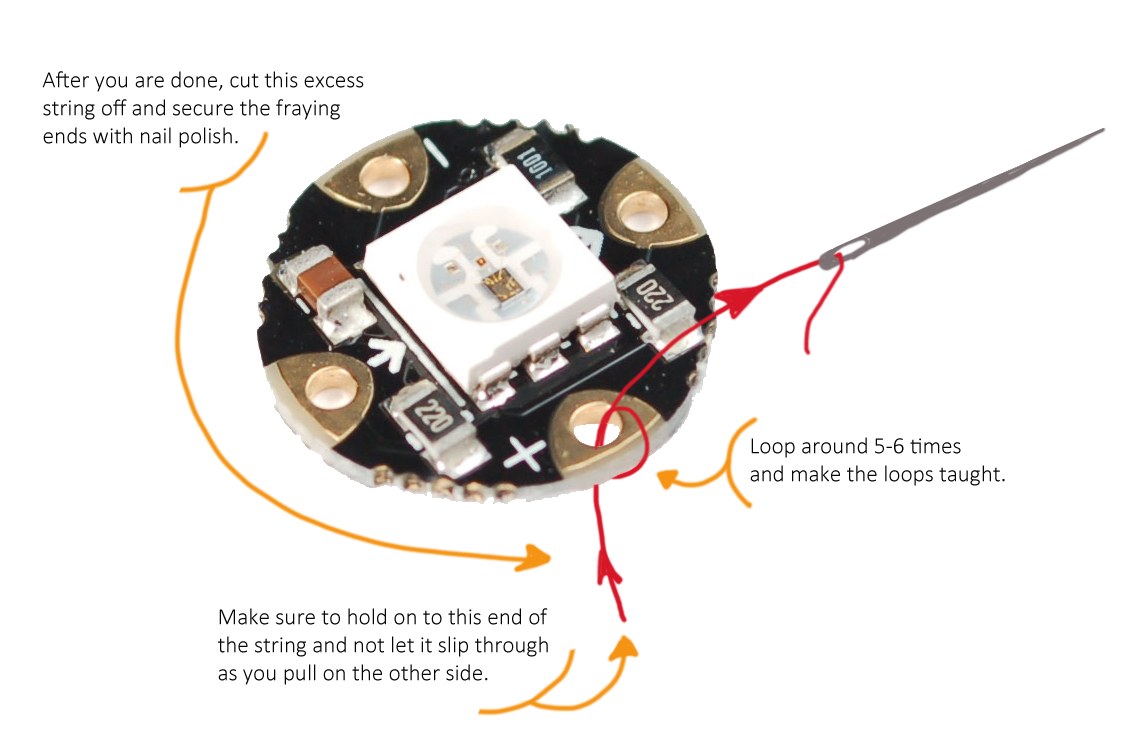 After you are done, cut this excess
string off and secure the fraying
ends with nail polish.
1001
220
220
Loop around 5-6 times
and make the loops taught.
Make sure to hold on to this end of
the string and not let it slip through
as you pull on the other side.